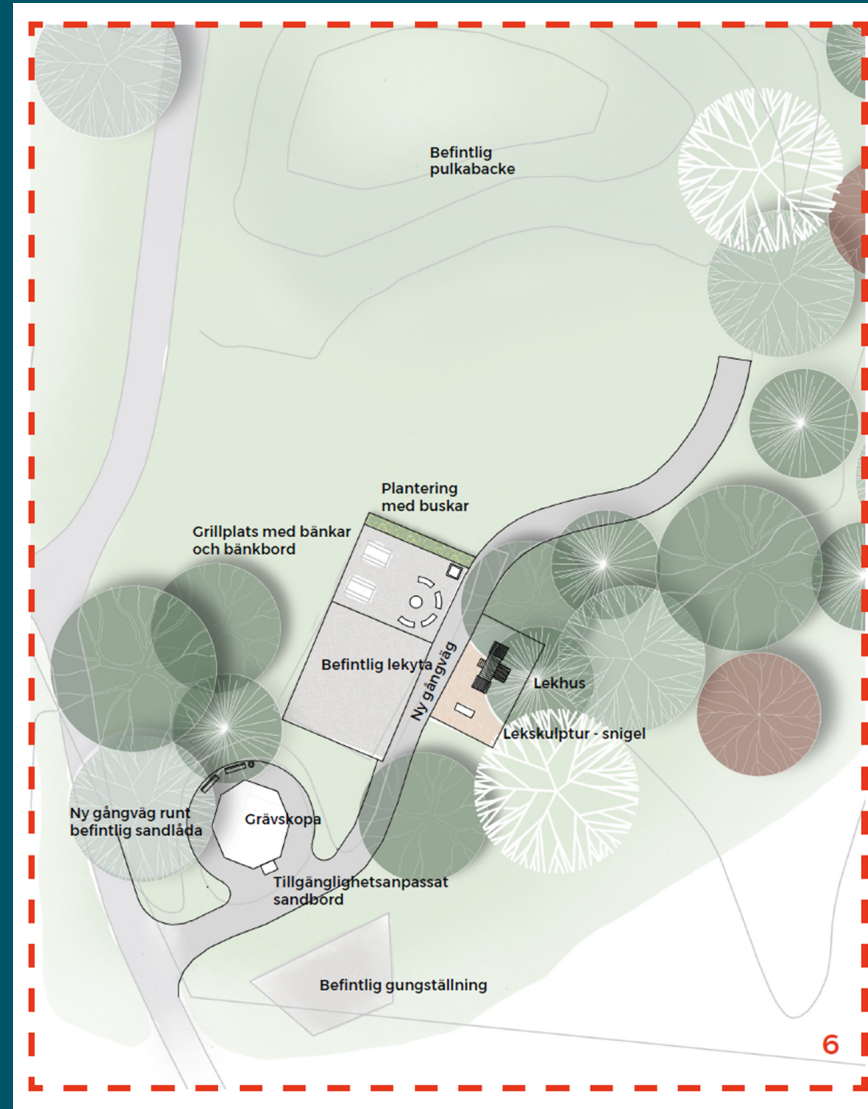 Befintlig
pulkabacke
Plantering
med buskar
Grillplats med bänkar
och bänkbord
Befintlig lekyta
Ny gångväg
Lekhus
Lekskulptur - snigel
Ny gångväg runt
befintlig sandlåda
Grävskopa
Tillgänglighetsanpassat
sandbord
Befintlig gungställning
6